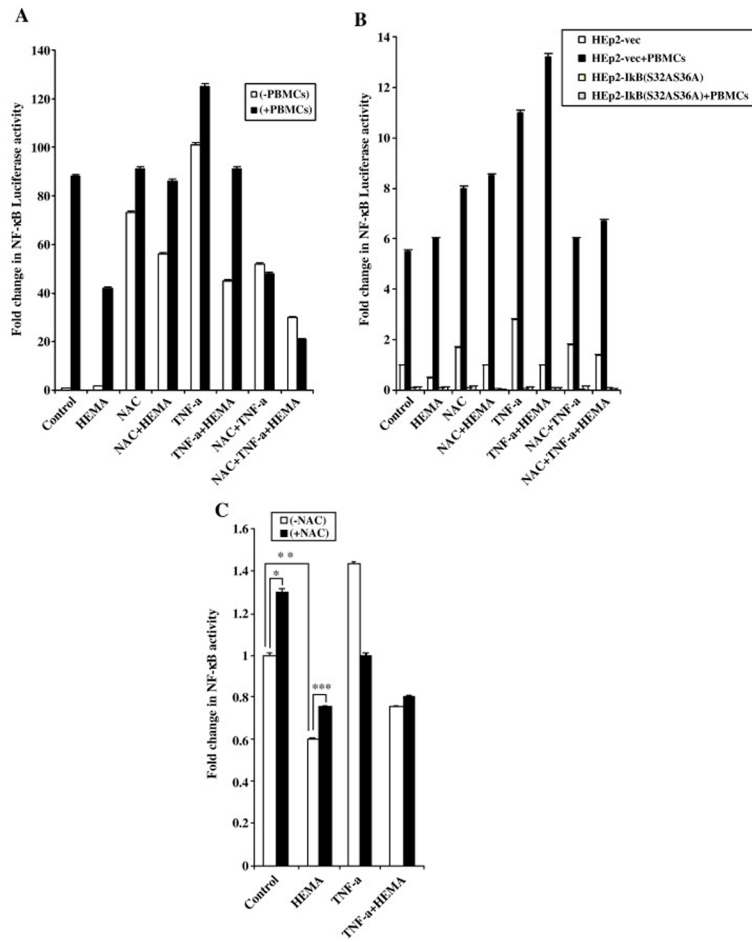 A
Fold change in NF-κB Luciferase activity
140
120
100
80
60
40
20
0
(-PBMCs)
(+PBMCs)
Control
HEMA
NAC
NAC+HEMA
TNF-a
TNF-a+HEMA
NAC+TNF-a
NAC+TNF-a+HEMA
B
Fold change in NF-κB Luciferase activity
14
12
10
8
6
4
2
0
HEp2-vec
HEp2-vec+PBMCs
HEp2-IkB(S32AS36A)
HEp2-IkB(S32AS36A)+PBMCs
Control
HEMA
NAC
NAC+HEMA
TNF-a
TNF-a+HEMA
NAC+TNF-a
NAC+TNF-a+HEMA
C
Fold change in NF-κB activity
1.6
1.4
1.2
1
0.8
0.6
0.4
0.2
0
(-NAC)
(+NAC)
**
*
***
Control
HEMA
TNF-a
TNF-a+HEMA